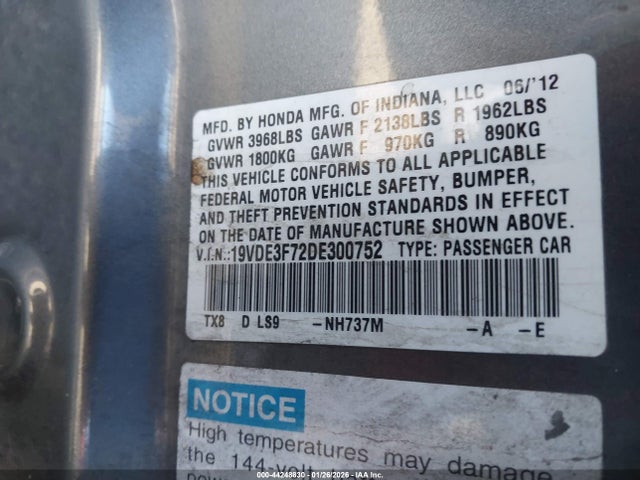 MFD. BY HONDA MFG. OF INDIANA, LLC 06/'12
GVWR 3968LBS GAWR F 2138LBS R 1962LBS
GVWR 1800KG GAWR F 970KG R 890KG
THIS VEHICLE CONFORMS TO ALL APPLICABLE
FEDERAL MOTOR VEHICLE SAFETY, BUMPER,
AND THEFT PREVENTION STANDARDS IN EFFECT
ON THE DATE OF MANUFACTURE SHOWN ABOVE.
V.I.N.:19VDE3F72DE300752 TYPE: PASSENGER CAR
TX8 D LS9 -NH737M -A -E
NOTICE
High temperatures may damage
the 144-volt
000-44248830 - 01/26/2026 - IAA Inc.